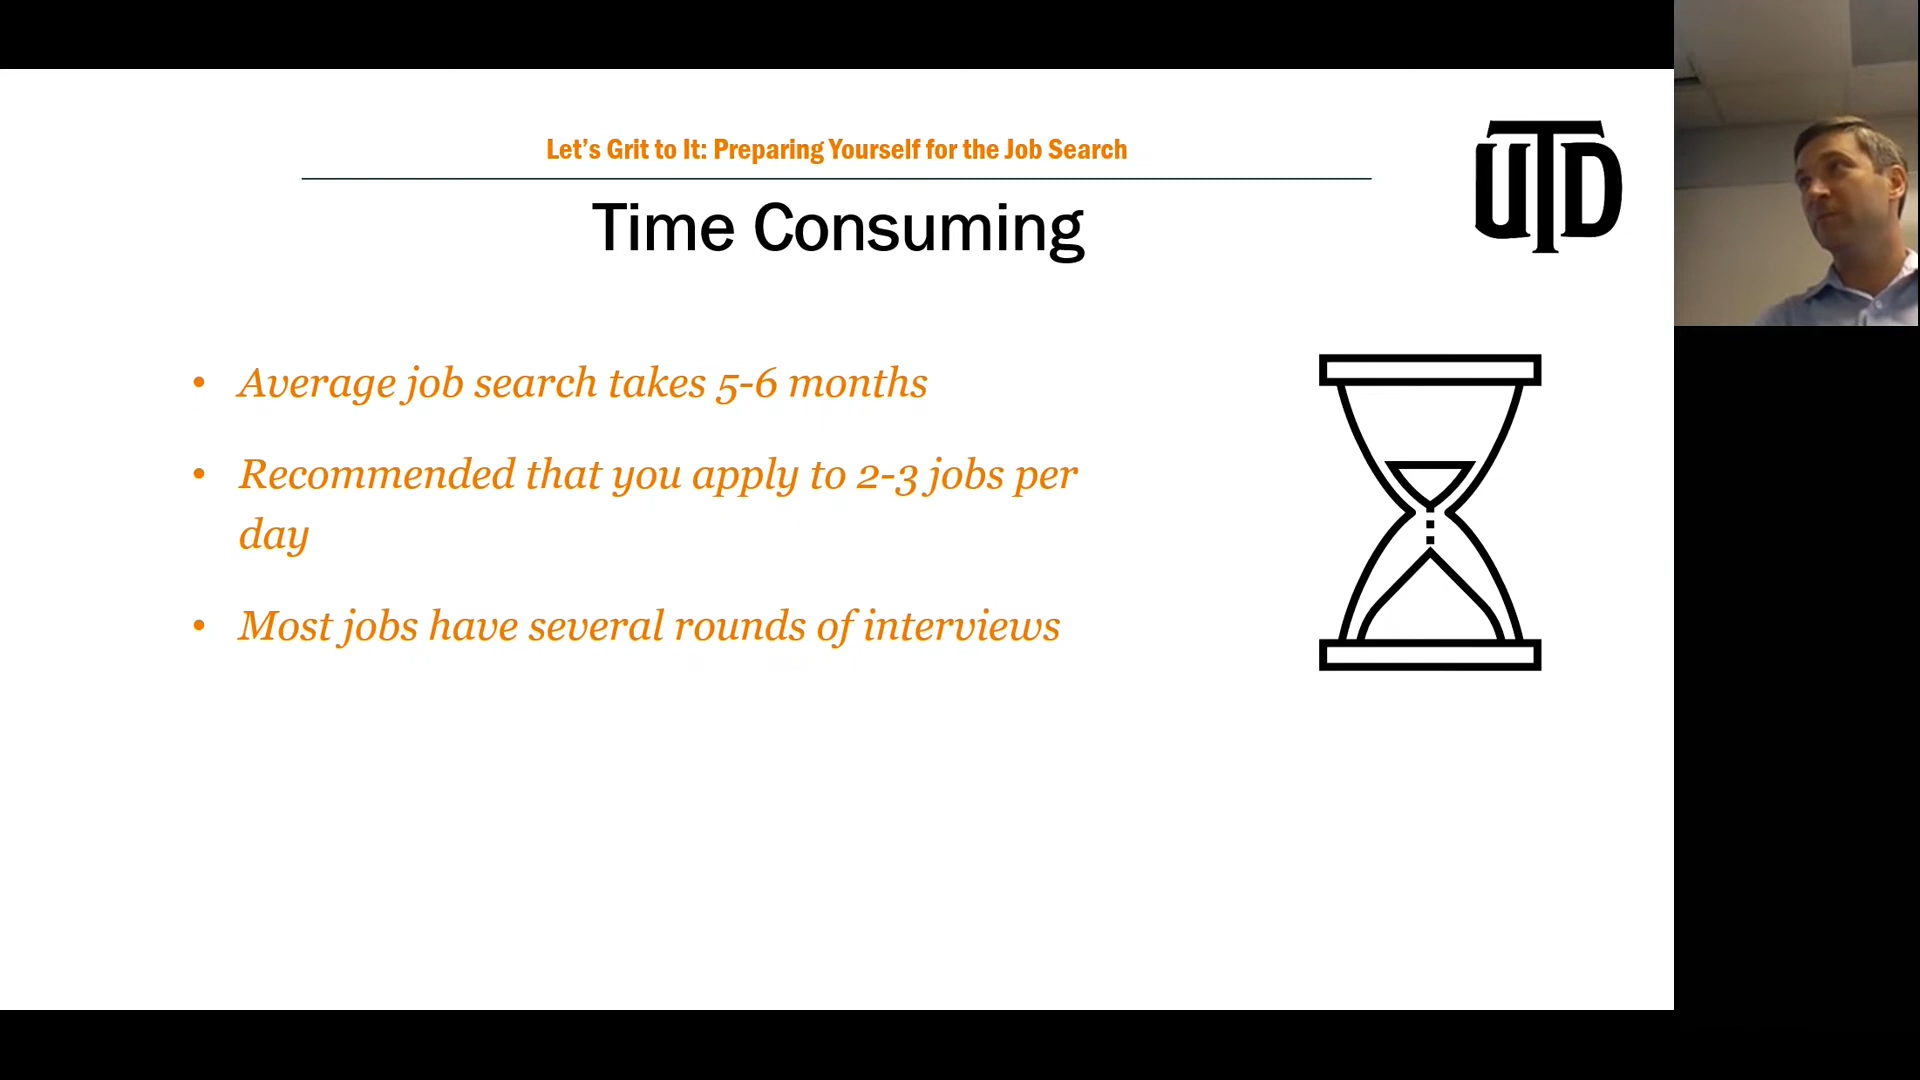 Let’s Grit to It: Preparing Yourself for the Job Search
UTD
Time Consuming
• Average job search takes 5-6 months
• Recommended that you apply to 2-3 jobs per
day
• Most jobs have several rounds of interviews